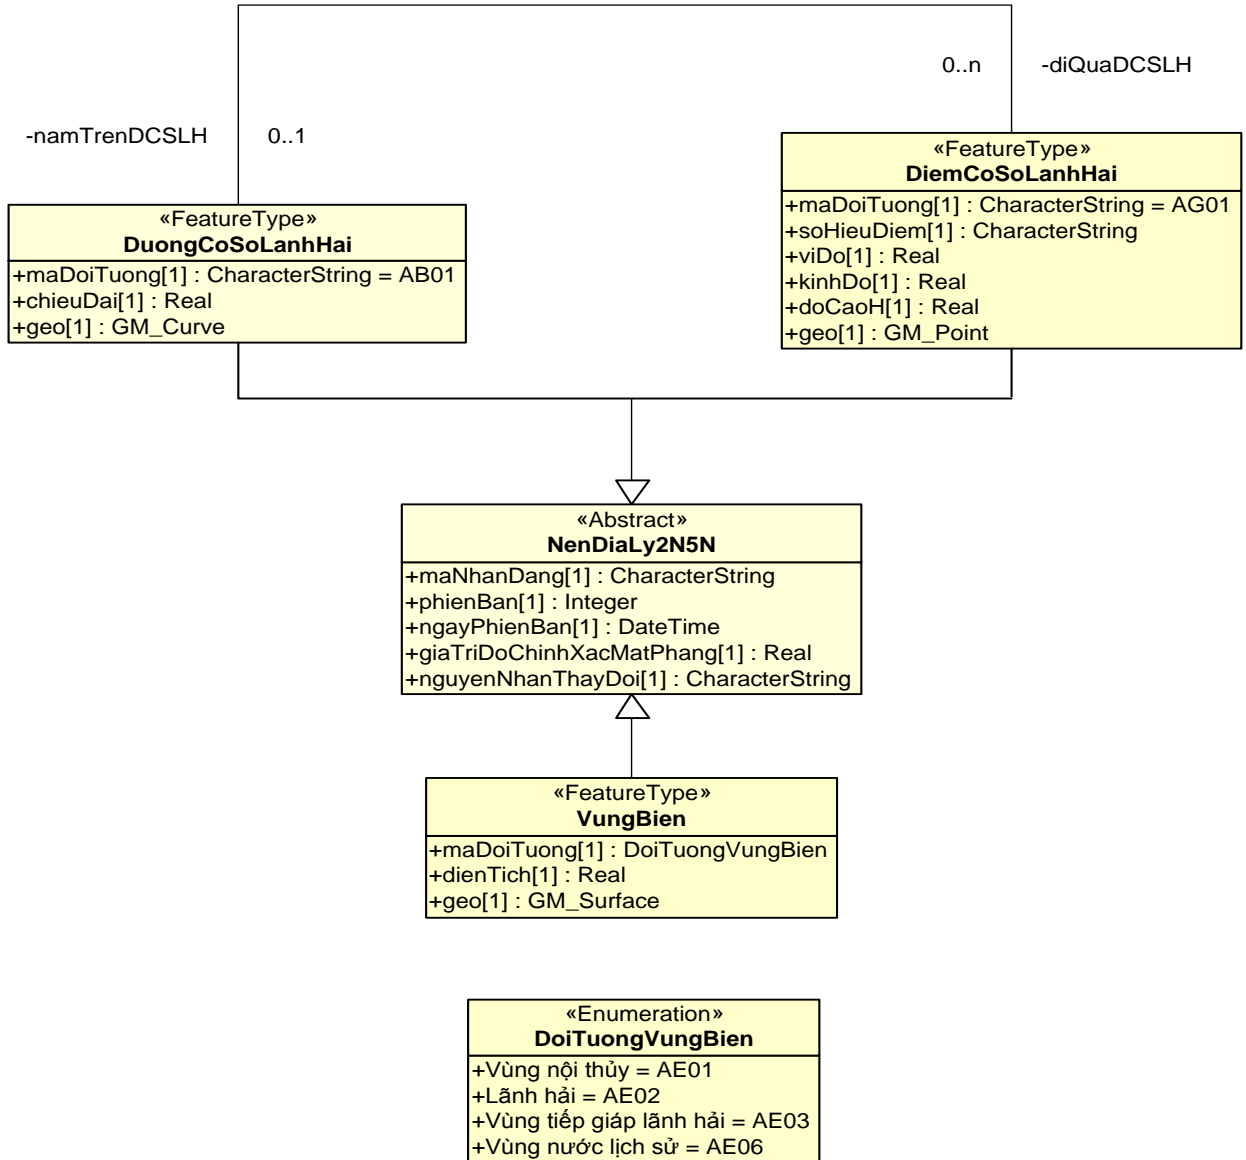 0..n
-diQuaDCSLH
-namTrenDCSLH
0..1
«FeatureType»
DuongCoSoLanhHai
+maDoiTuong[1] : CharacterString = AB01
+chieuDai[1] : Real
+geo[1] : GM_Curve
«FeatureType»
DiemCoSoLanhHai
+maDoiTuong[1] : CharacterString = AG01
+soHieuDiem[1] : CharacterString
+viDo[1] : Real
+kinhDo[1] : Real
+doCaoH[1] : Real
+geo[1] : GM_Point
«Abstract»
NenDiaLy2N5N
+maNhanDang[1] : CharacterString
+phienBan[1] : Integer
+ngayPhienBan[1] : DateTime
+giaTriDoChinhXacMatPhang[1] : Real
+nguyenNhanThayDoi[1] : CharacterString
«FeatureType»
VungBien
+maDoiTuong[1] : DoiTuongVungBien
+dienTich[1] : Real
+geo[1] : GM_Surface
«Enumeration»
DoiTuongVungBien
+Vùng nội thủy = AE01
+Lãnh hải = AE02
+Vùng tiếp giáp lãnh hải = AE03
+Vùng nước lịch sử = AE06